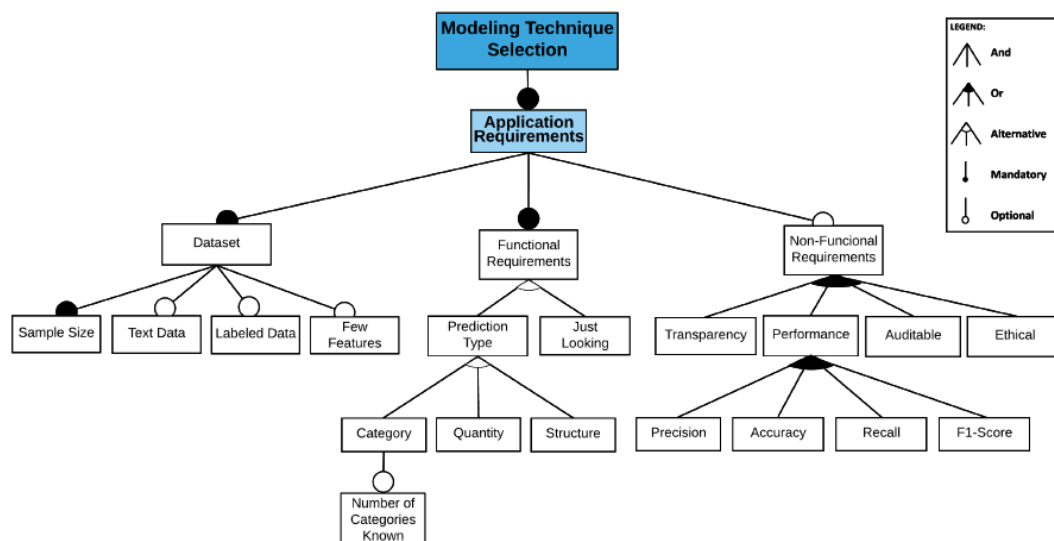 Modeling Technique
Selection
LEGEND:
And
Or
Alternative
Mandatory
Optional
Application
Requirements
Dataset
Functional
Requirements
Non-Funcional
Requirements
Sample Size
Text Data
Labeled Data
Few
Features
Prediction
Type
Just
Looking
Transparency
Performance
Auditable
Ethical
Category
Quantity
Structure
Precision
Accuracy
Recall
F1-Score
Number of
Categories
Known